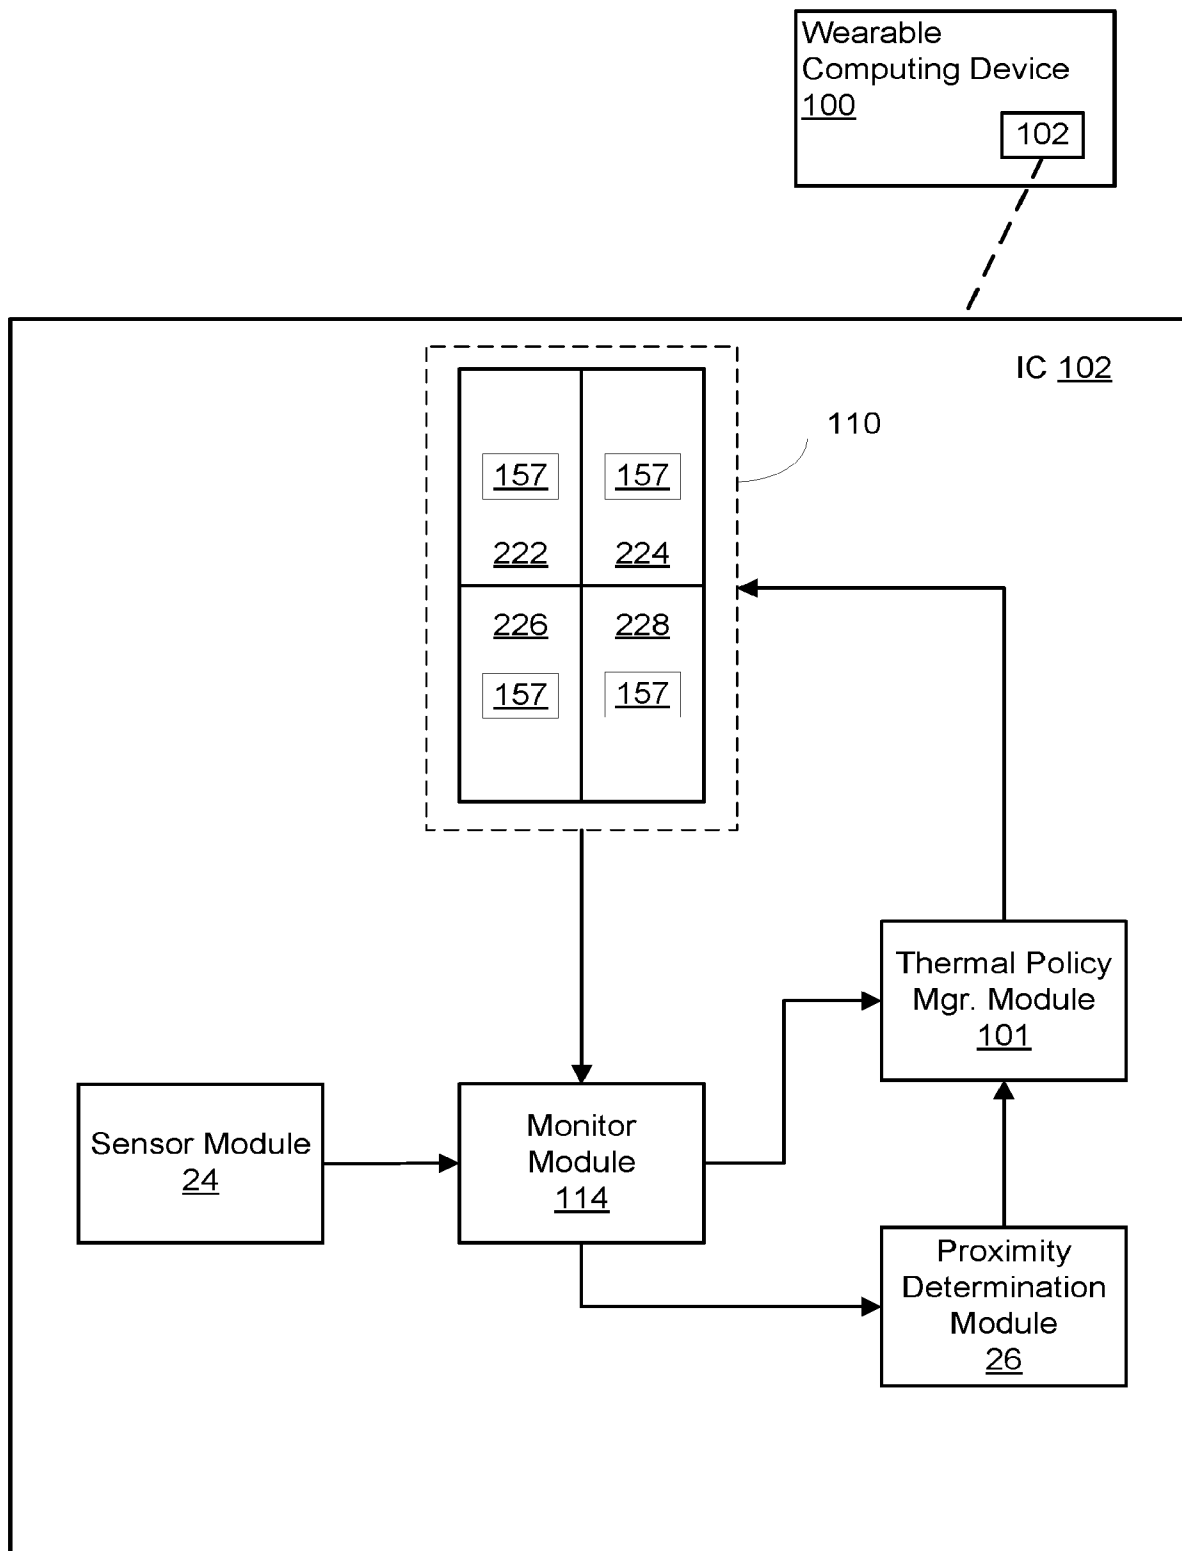 Wearable
Computing Device
100
102
IC 102
110
157 157
222 224
226 228
157 157
Thermal Policy
Mgr. Module
101
Sensor Module
24
Monitor
Module
114
Proximity
Determination
Module
26